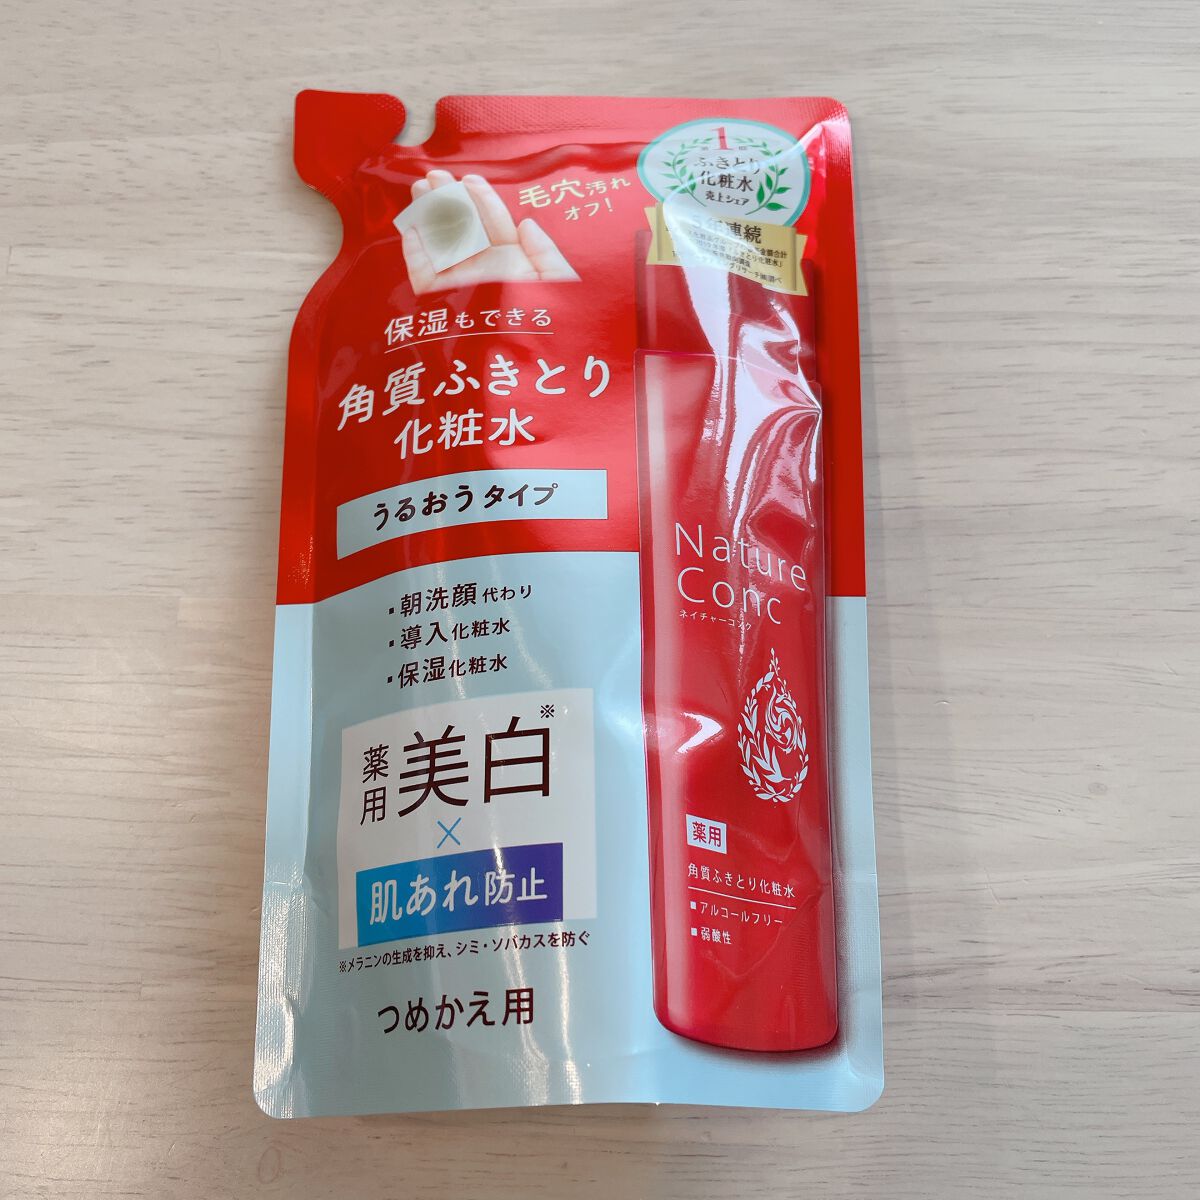 毛穴汚れ
オフ!
第1位
ふきとり
化粧水
売上シェア
5年連続
保湿もできる
角質ふきとり
化粧水
うるおうタイプ
▪朝洗顔代わり
▪導入化粧水
▪保湿化粧水
薬用美白※
×
肌あれ防止
※メラニンの生成を抑え、シミ・ソバカスを防ぐ
つめかえ用
Nature
Conc
ネイチャーコンク
薬用
角質ふきとり化粧水
■アルコールフリー
■弱酸性